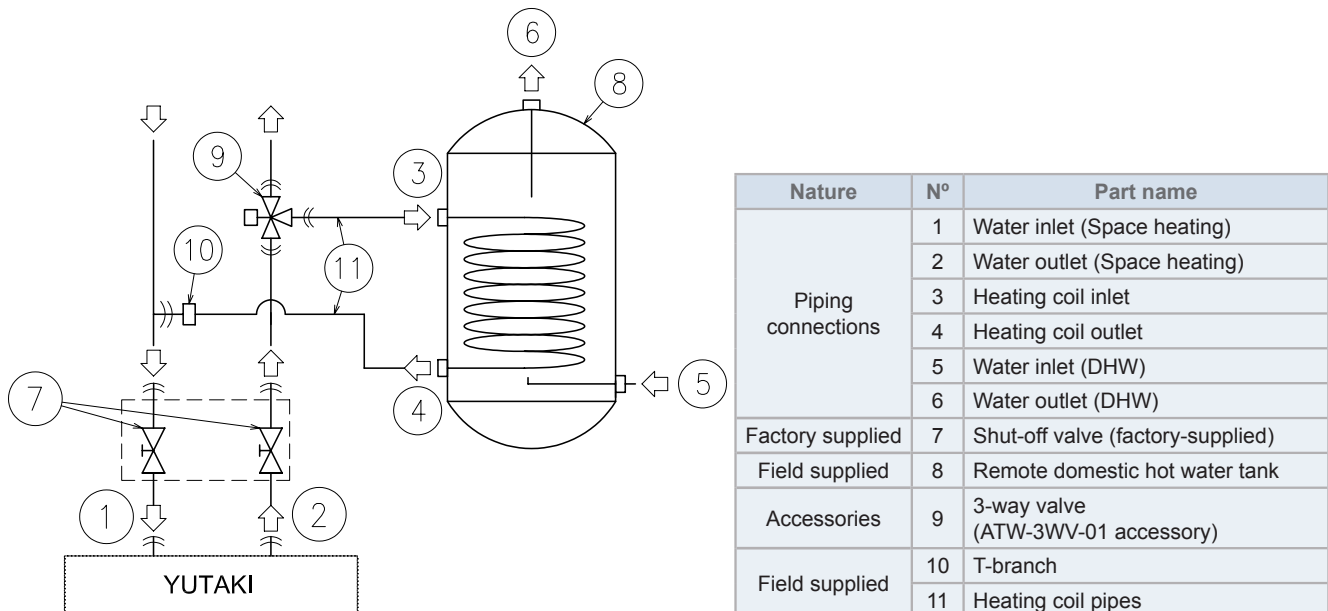 6
8
9
3
10
11
7
4
5
1
2
YUTAKI
Nature Nº Part name
Piping
connections
1 Water inlet (Space heating)
2 Water outlet (Space heating)
3 Heating coil inlet
4 Heating coil outlet
5 Water inlet (DHW)
6 Water outlet (DHW)
Factory supplied 7 Shut-off valve (factory-supplied)
Field supplied 8 Remote domestic hot water tank
Accessories 9 3-way valve
(ATW-3WV-01 accessory)
Field supplied 10 T-branch
11 Heating coil pipes